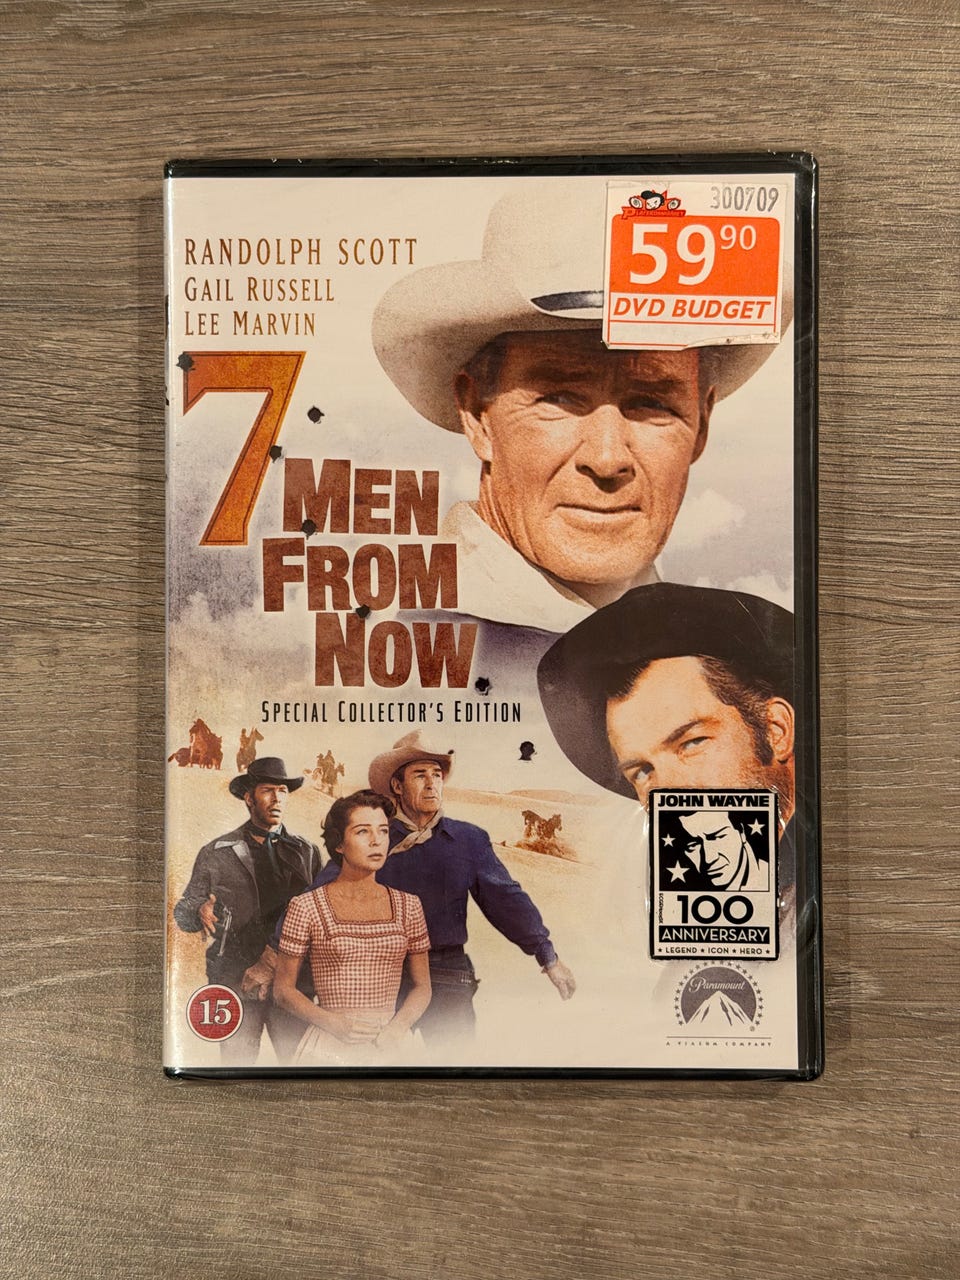 RANDOLPH SCOTT
GAIL RUSSELL
LEE MARVIN
300709
PLATEKOMPANIET
59 90
DVD BUDGET
7
MEN
FROM
NOW
SPECIAL COLLECTOR'S EDITION
JOHN WAYNE
100
ANNIVERSARY
LEGEND ★ ICON ★ HERO
15
Paramount
A VIACOM COMPANY